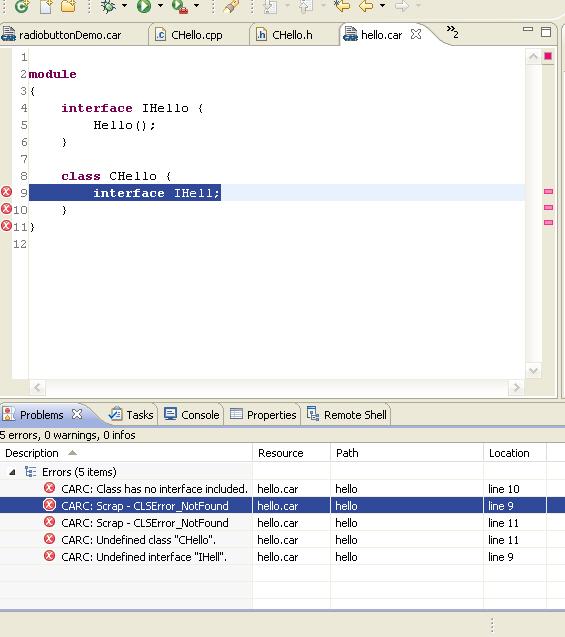 radiobuttonDemo.car CHello.cpp CHello.h hello.car »2
1
2 module
3 {
4 interface IHello {
5 Hello();
6 }
7
8 class CHello {
9 interface IHell;
10 }
11 }
12
Problems Tasks Console Properties Remote Shell
5 errors, 0 warnings, 0 infos
Description Resource Path Location
Errors (5 items)
CARC: Class has no interface included. hello.car hello line 10
CARC: Scrap - CLSError_NotFound hello.car hello line 9
CARC: Scrap - CLSError_NotFound hello.car hello line 11
CARC: Undefined class "CHello". hello.car hello line 11
CARC: Undefined interface "IHell". hello.car hello line 9